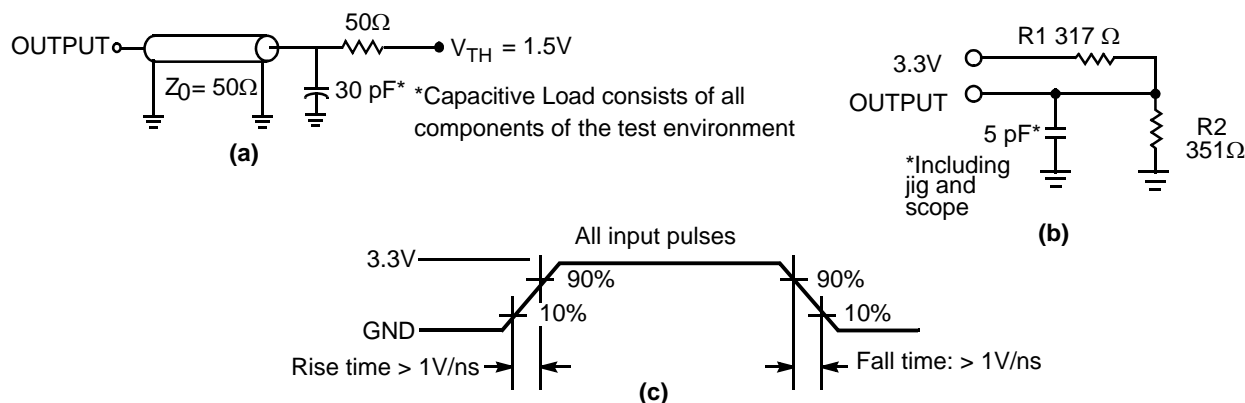 50Ω
OUTPUT
V_TH = 1.5V
Z0= 50Ω
30 pF*
*Capacitive Load consists of all
components of the test environment
(a)
R1 317 Ω
3.3V
OUTPUT
5 pF*
R2
351Ω
*Including
jig and
scope
(b)
All input pulses
3.3V
90%
90%
10%
10%
GND
Rise time > 1V/ns
Fall time: > 1V/ns
(c)